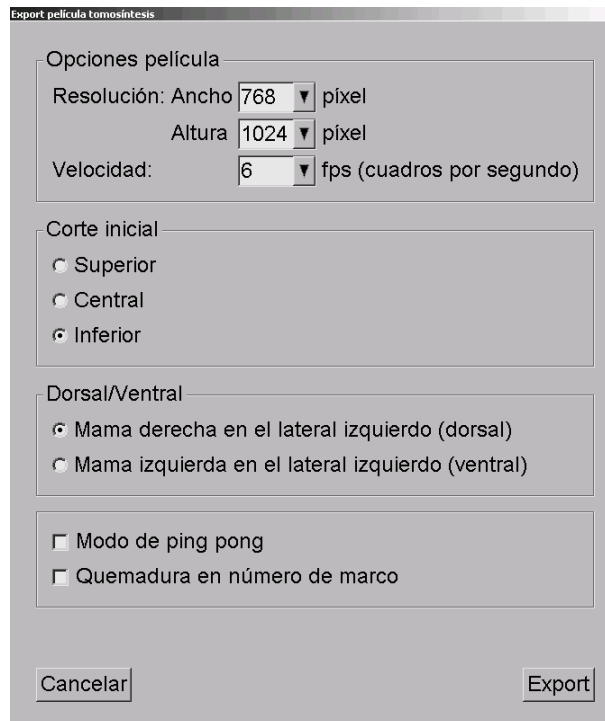 Export película tomosíntesis
Opciones película
Resolución: Ancho 768 píxel
Altura 1024 píxel
Velocidad: 6 fps (cuadros por segundo)
Corte inicial
Superior
Central
Inferior
Dorsal/Ventral
Mama derecha en el lateral izquierdo (dorsal)
Mama izquierda en el lateral izquierdo (ventral)
Modo de ping pong
Quemadura en número de marco
Cancelar Export